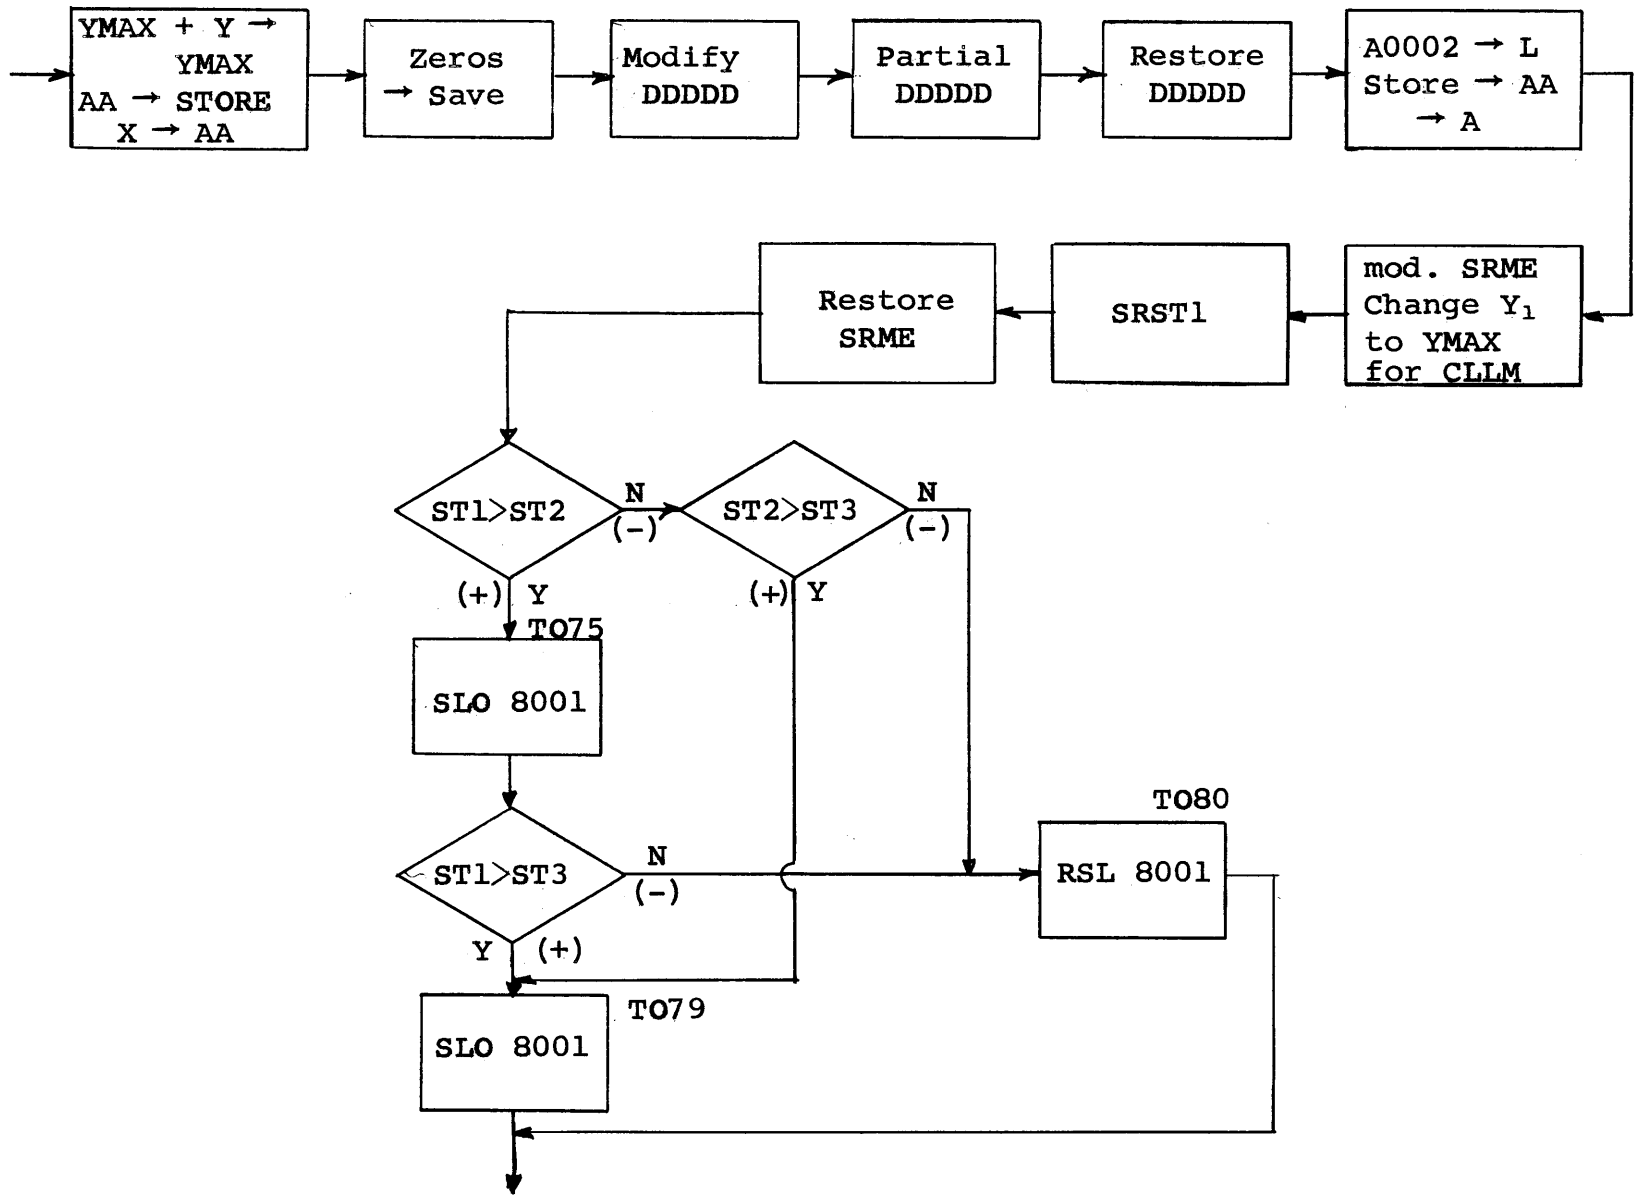 YMAX + Y →
YMAX
AA → STORE
X → AA
Zeros
→ Save
Modify
DDDDD
Partial
DDDDD
Restore
DDDDD
A0002 → L
Store → AA
→ A
mod. SRME
Change Y₁
to YMAX
for CLLM
SRST1
Restore
SRME
ST1>ST2
N
(-)
ST2>ST3
N
(-)
(+) Y
(+) Y
TO75
SLO 8001
TO80
ST1>ST3
N
(-)
RSL 8001
Y (+)
TO79
SLO 8001